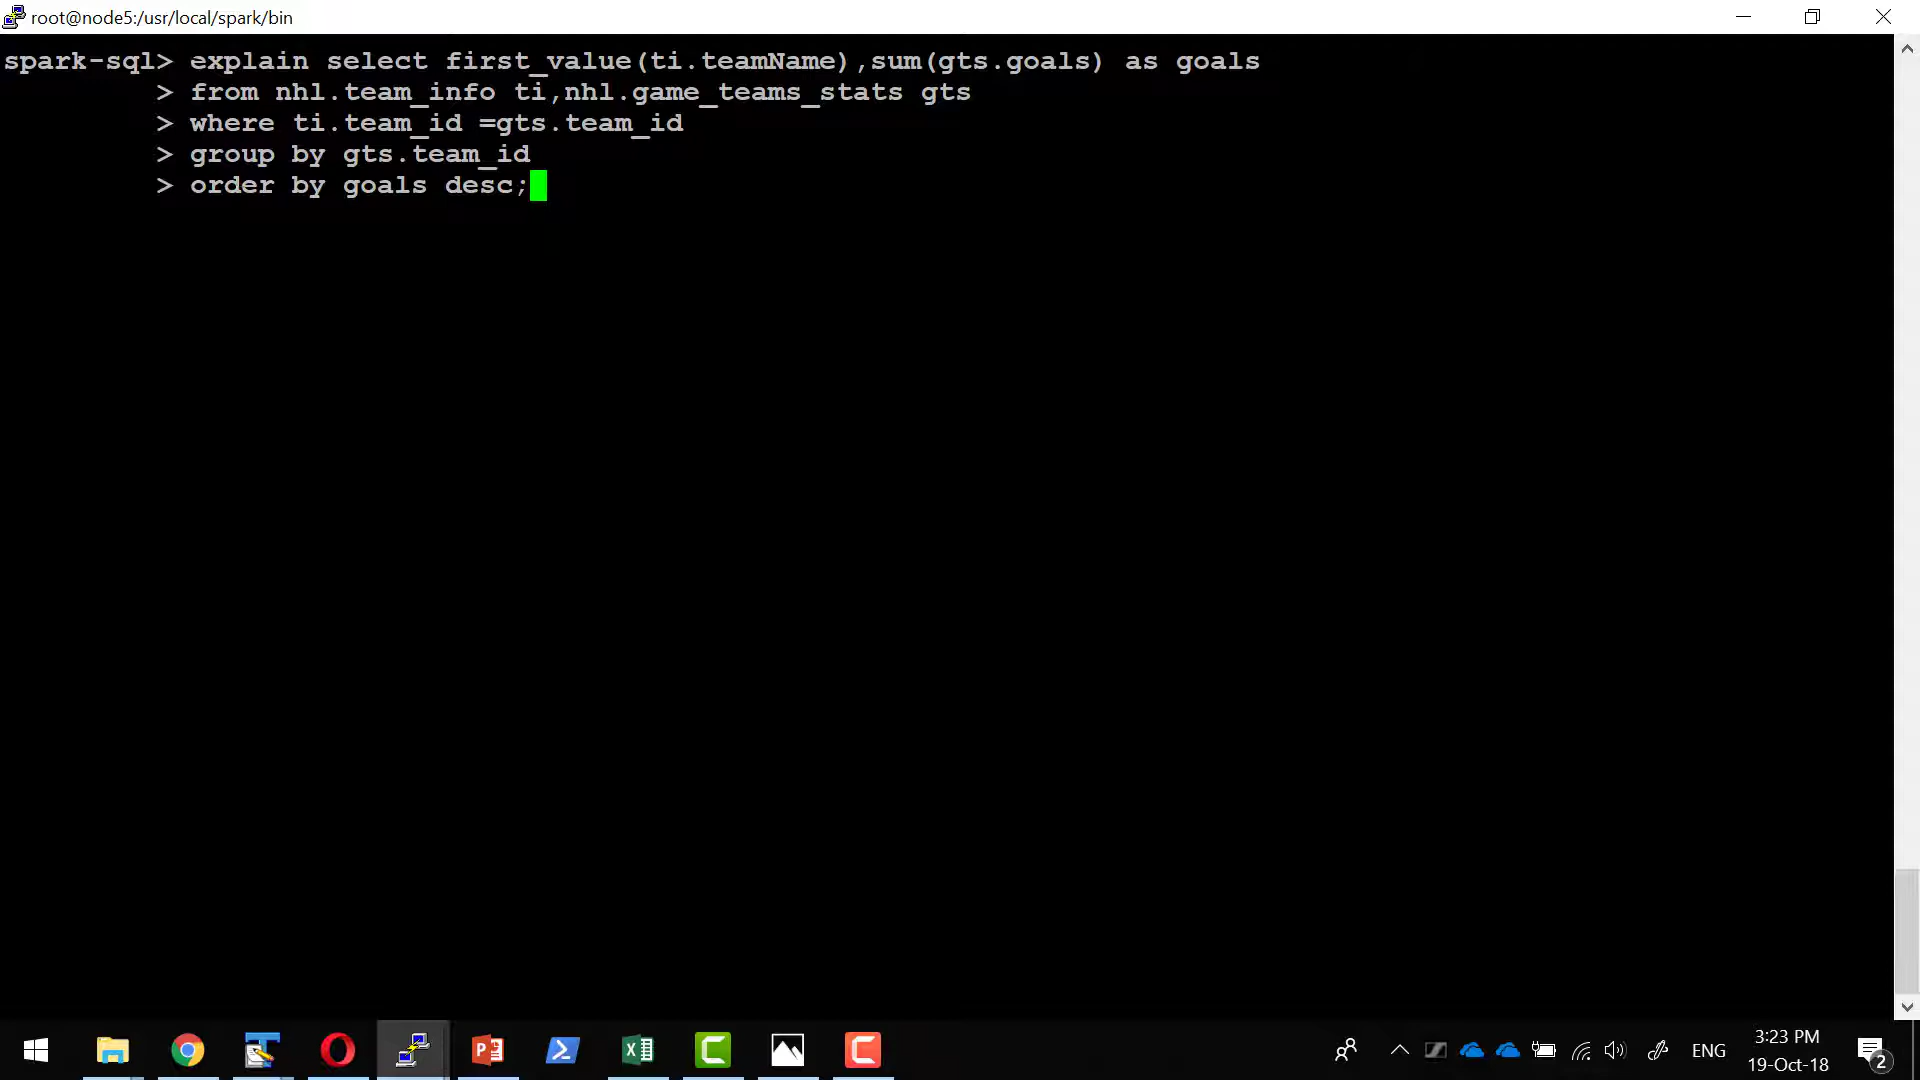 root@node5:/usr/local/spark/bin
spark-sql> explain select first_value(ti.teamName),sum(gts.goals) as goals
> from nhl.team_info ti,nhl.game_teams_stats gts
> where ti.team_id =gts.team_id
> group by gts.team_id
> order by goals desc;
ENG
3:23 PM
19-Oct-18
2